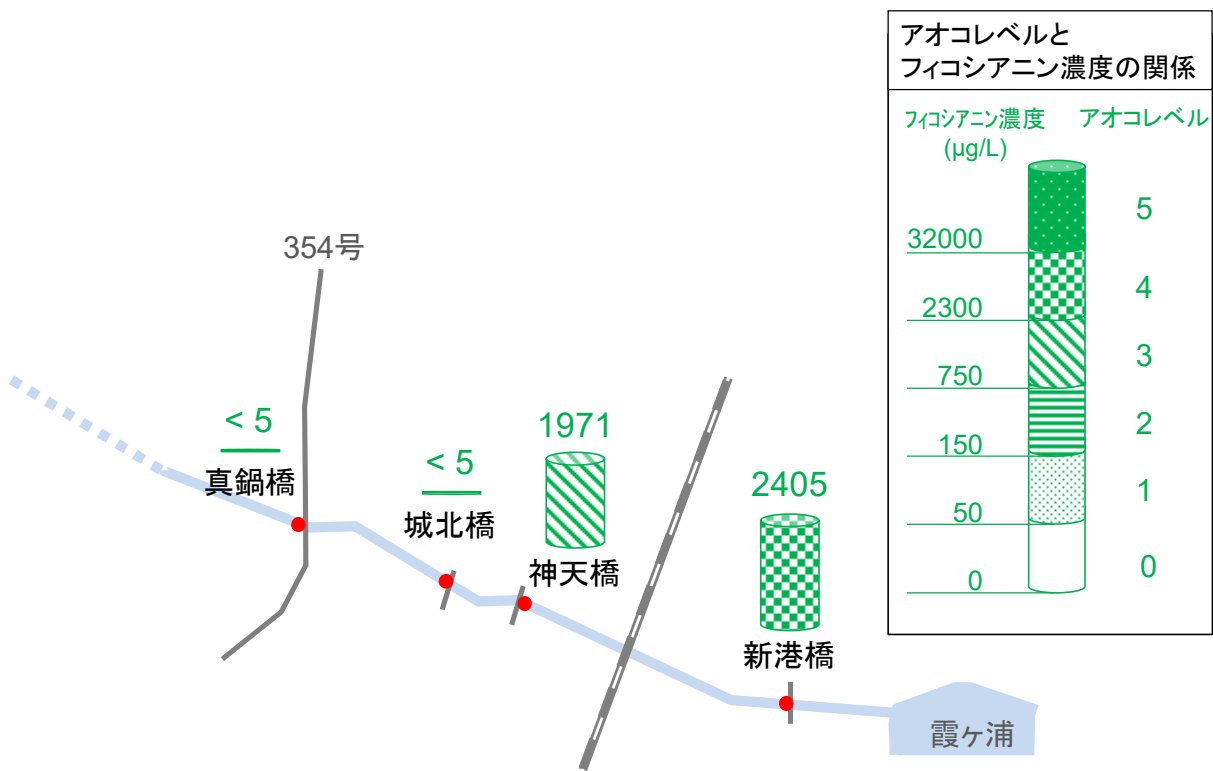 アオコレベルと
フィコシアニン濃度の関係
フィコシアニン濃度
(µg/L)
アオコレベル
5
32000
4
2300
3
750
2
150
1
50
0
0
354号
< 5
真鍋橋
< 5
城北橋
1971
神天橋
2405
新港橋
霞ヶ浦